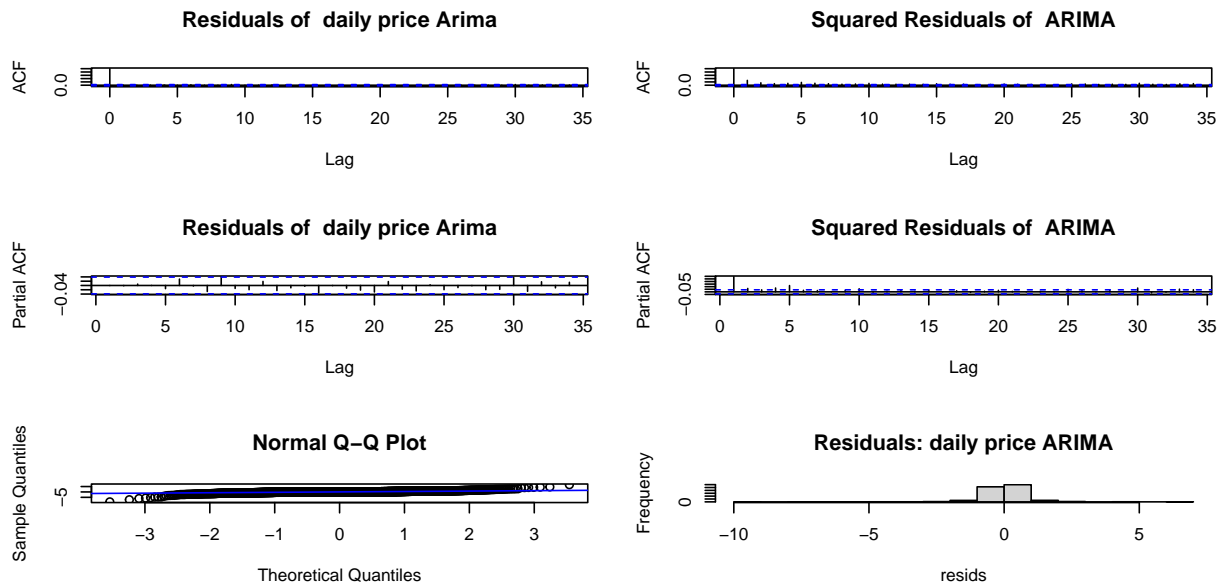 Residuals of  daily price Arima
ACF
0.0
0 5 10 15 20 25 30 35
Lag
Squared Residuals of  ARIMA
ACF
0.0
0 5 10 15 20 25 30 35
Lag
Residuals of  daily price Arima
Partial ACF
−0.04
0 5 10 15 20 25 30 35
Lag
Squared Residuals of  ARIMA
Partial ACF
−0.05
0 5 10 15 20 25 30 35
Lag
Normal Q−Q Plot
Sample Quantiles
−5
−3 −2 −1 0 1 2 3
Theoretical Quantiles
Residuals: daily price ARIMA
Frequency
0
−10 −5 0 5
resids